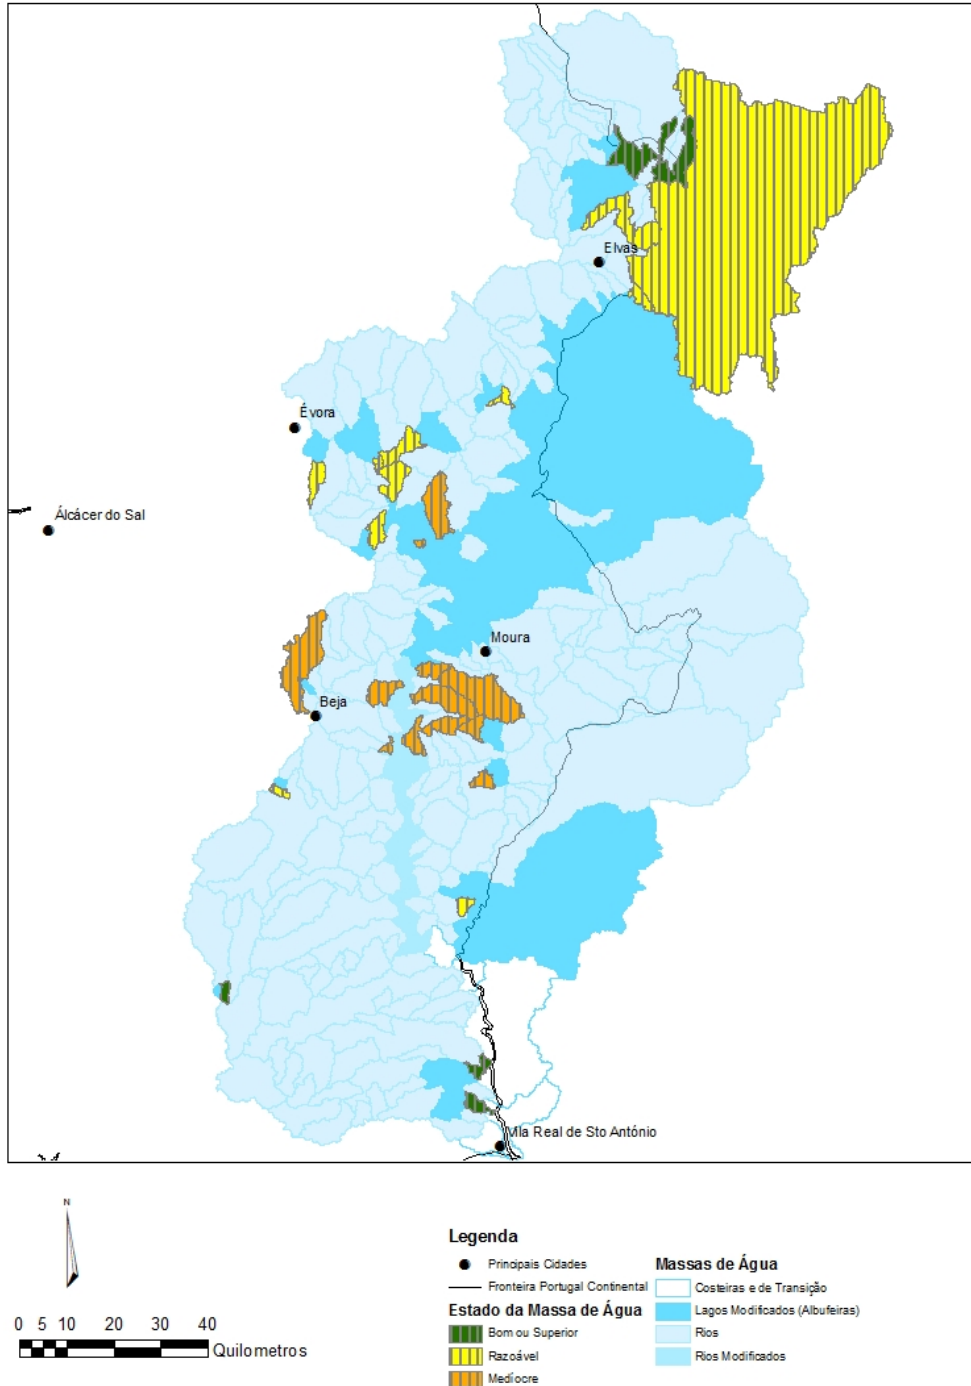 Elvas
Évora
Álcácer do Sal
Moura
Beja
Vila Real de Sto António
N
0 5 10 20 30 40
Quilometros
Legenda
Principais Cidades
Fronteira Portugal Continental
Estado da Massa de Água
Bom ou Superior
Razoável
Medíocre
Massas de Água
Costeiras e de Transição
Lagos Modificados (Albufeiras)
Rios
Rios Modificados